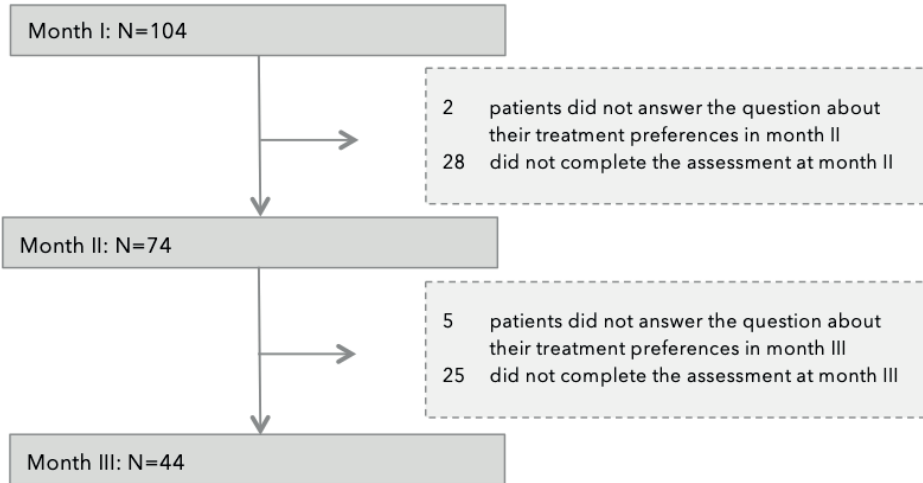 Month I: N=104
2 patients did not answer the question about
their treatment preferences in month II
28 did not complete the assessment at month II
Month II: N=74
5 patients did not answer the question about
their treatment preferences in month III
25 did not complete the assessment at month III
Month III: N=44